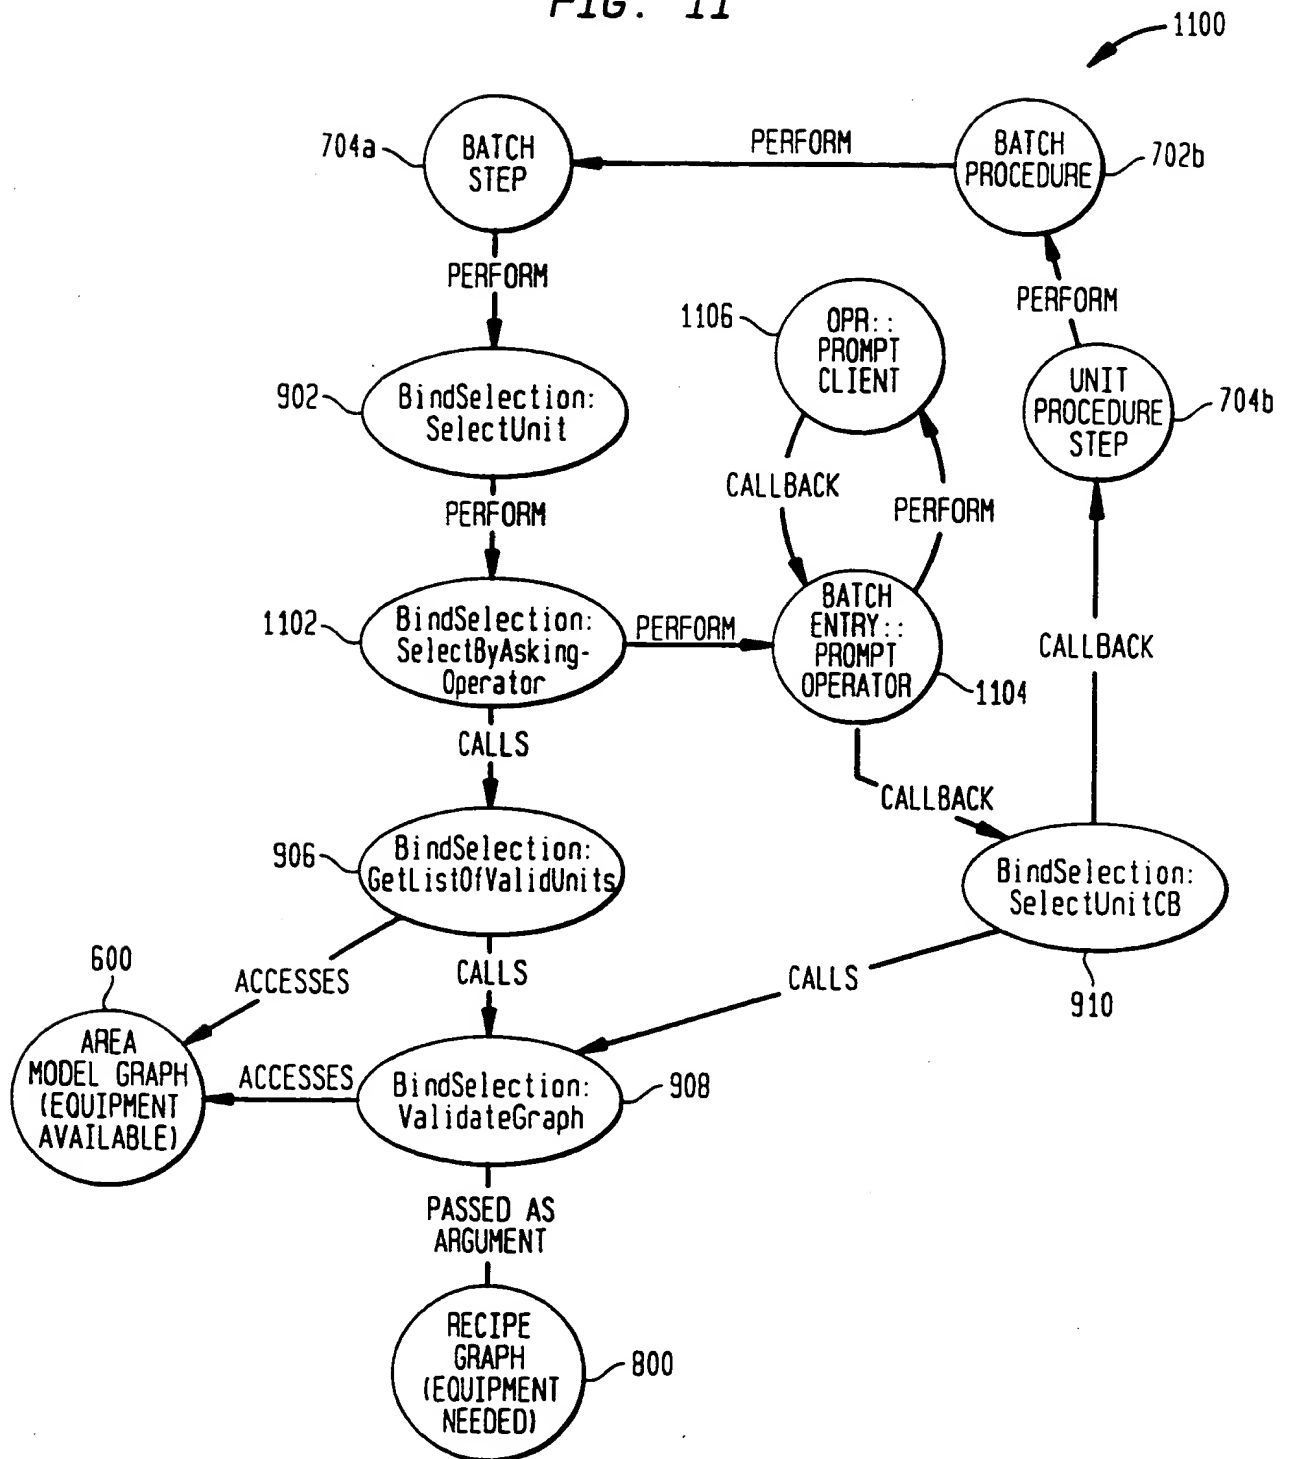 FIG. 11
1100
704a
BATCH
STEP
PERFORM
BATCH
PROCEDURE
702b
PERFORM
PERFORM
1106
OPR::
PROMPT
CLIENT
UNIT
PROCEDURE
STEP
704b
902
BindSelection:
SelectUnit
CALLBACK
PERFORM
PERFORM
1102
BindSelection:
SelectByAsking-
Operator
PERFORM
BATCH
ENTRY::
PROMPT
OPERATOR
1104
CALLBACK
CALLS
CALLBACK
906
BindSelection:
GetListOfValidUnits
BindSelection:
SelectUnitCB
910
600
ACCESSES
CALLS
CALLS
AREA
MODEL GRAPH
(EQUIPMENT
AVAILABLE)
ACCESSES
BindSelection:
ValidateGraph
908
PASSED AS
ARGUMENT
RECIPE
GRAPH
(EQUIPMENT
NEEDED)
800